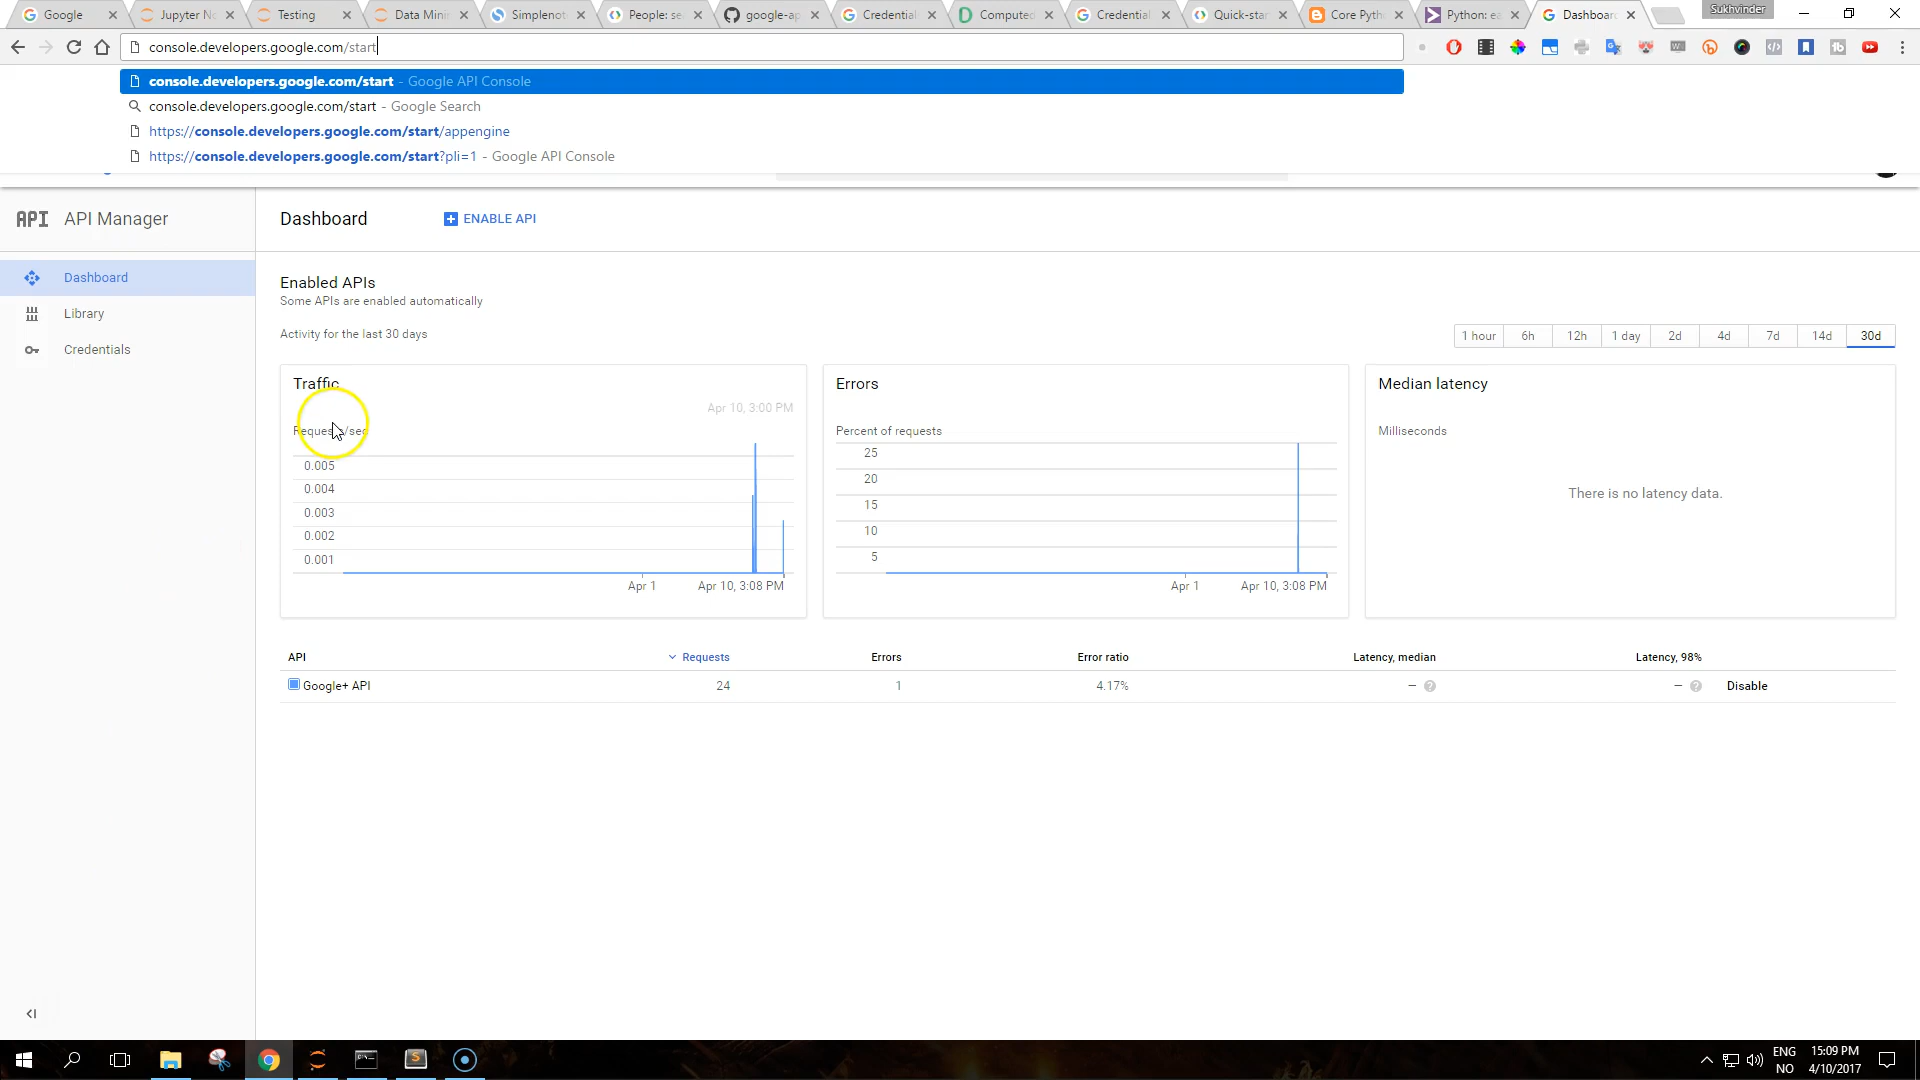 Google
Jupyter No
Testing
Data Minin
Simplenote
People: se
google-ap
Credential
Computed
Credential
Quick-star
Core Pyth
Python: ea
Dashboard
Sukhvinder
console.developers.google.com/start
console.developers.google.com/start - Google API Console
console.developers.google.com/start - Google Search
https://console.developers.google.com/start/appengine
https://console.developers.google.com/start?pli=1 - Google API Console
API API Manager
Dashboard
ENABLE API
Dashboard
Library
Credentials
Enabled APIs
Some APIs are enabled automatically
Activity for the last 30 days
1 hour 6h 12h 1 day 2d 4d 7d 14d 30d
Traffic
Apr 10, 3:00 PM
Requests/sec
0.005
0.004
0.003
0.002
0.001
Apr 1 Apr 10, 3:08 PM
Errors
Percent of requests
25
20
15
10
5
Apr 1 Apr 10, 3:08 PM
Median latency
Milliseconds
There is no latency data.
API Requests Errors Error ratio Latency, median Latency, 98%
Google+ API 24 1 4.17% – – Disable
ENG 15:09 PM
NO 4/10/2017